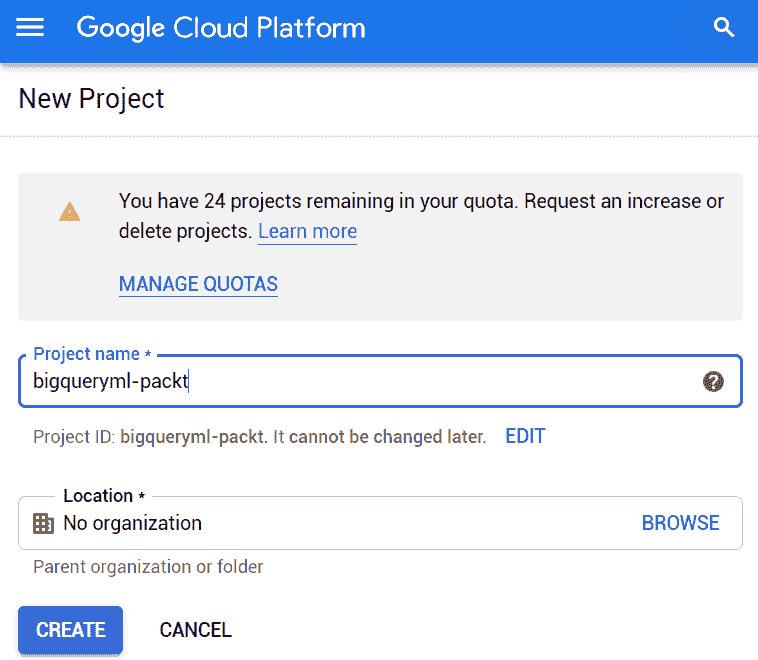 Google Cloud Platform
New Project
You have 24 projects remaining in your quota. Request an increase or
delete projects. Learn more
MANAGE QUOTAS
Project name *
bigqueryml-packt
Project ID: bigqueryml-packt. It cannot be changed later. EDIT
Location *
No organization BROWSE
Parent organization or folder
CREATE CANCEL